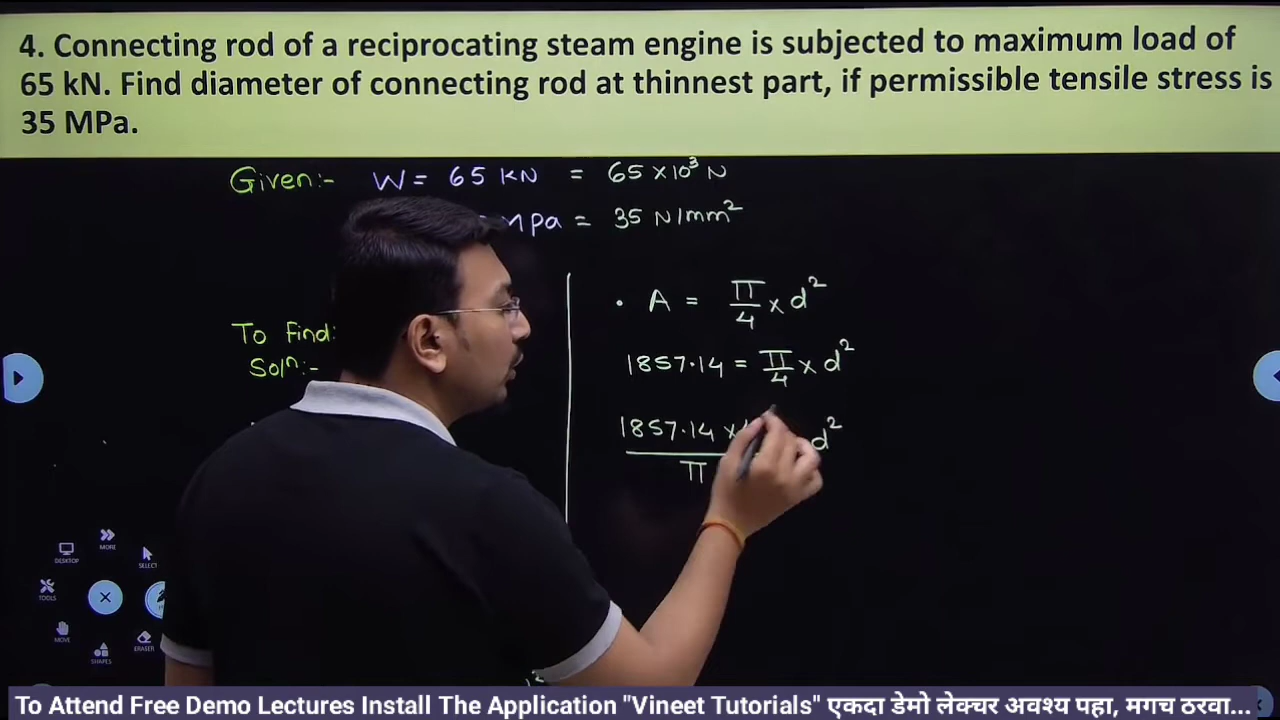 4. Connecting rod of a reciprocating steam engine is subjected to maximum load of
65 kN. Find diameter of connecting rod at thinnest part, if permissible tensile stress is
35 MPa.
Given:- W = 65 KN = 65 x 10³ N
mpa = 35 N/mm²
• A = π/4 x d²
To Find:
1857.14 = π/4 x d²
Solⁿ:-
1857.14 x d²
π
DESKTOP
MORE
SELECT
TOOLS
MOVE
SHAPES
ERASER
To Attend Free Demo Lectures Install The Application "Vineet Tutorials" एकदा डेमो लेक्चर अवश्य पहा, मगच ठरवा...